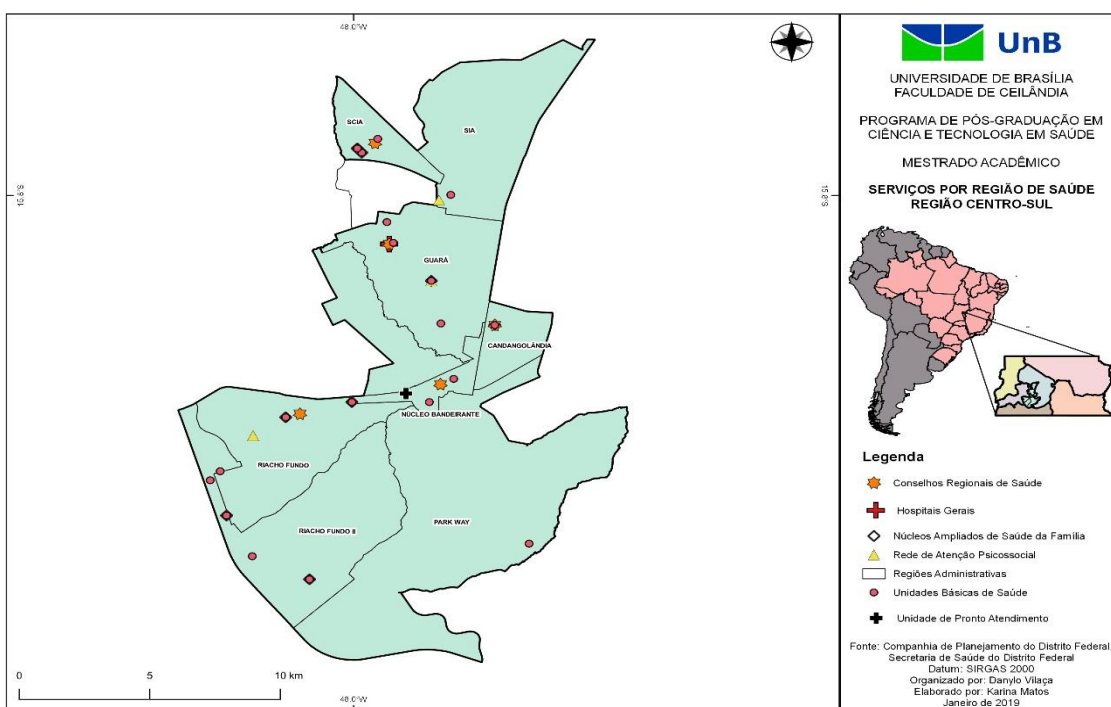 48.0°W
15.8°S
15.8°S
SCIA
SIA
GUARÁ
CANDANGOLÂNDIA
NÚCLEO BANDEIRANTE
RIACHO FUNDO
RIACHO FUNDO II
PARK WAY
0 5 10 km
48.0°W
UnB
UNIVERSIDADE DE BRASÍLIA
FACULDADE DE CEILÂNDIA
PROGRAMA DE PÓS-GRADUAÇÃO EM
CIÊNCIA E TECNOLOGIA EM SAÚDE
MESTRADO ACADÊMICO
SERVIÇOS POR REGIÃO DE SAÚDE
REGIÃO CENTRO-SUL
Legenda
Conselhos Regionais de Saúde
Hospitais Gerais
Núcleos Ampliados de Saúde da Família
Rede de Atenção Psicossocial
Regiões Administrativas
Unidades Básicas de Saúde
Unidade de Pronto Atendimento
Fonte: Companhia de Planejamento do Distrito Federal
Secretaria de Saúde do Distrito Federal
Datum: SIRGAS 2000
Organizado por: Danylo Vilaça
Elaborado por: Karina Matos
Janeiro de 2019